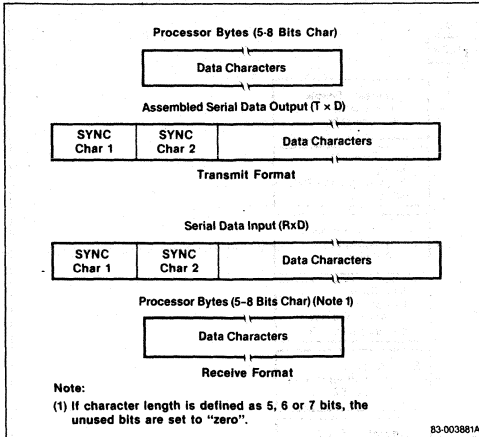 Processor Bytes (5-8 Bits Char)
Data Characters
Assembled Serial Data Output (T × D)
SYNC Char 1
SYNC Char 2
Data Characters
Transmit Format
Serial Data Input (RxD)
SYNC Char 1
SYNC Char 2
Data Characters
Processor Bytes (5-8 Bits Char) (Note 1)
Data Characters
Receive Format
Note:
(1) If character length is defined as 5, 6 or 7 bits, the
unused bits are set to "zero".
83-003881A